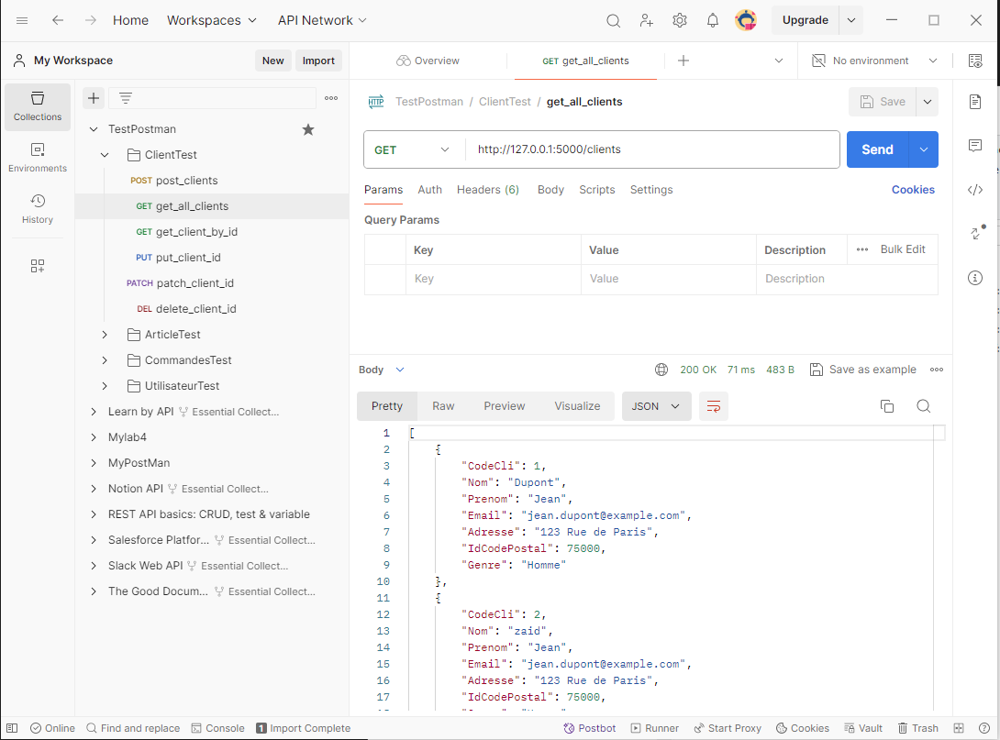 Home Workspaces API Network Upgrade
My Workspace New Import
Overview GET get_all_clients No environment
Collections
Environments
History
TestPostman
ClientTest
POST post_clients
GET get_all_clients
GET get_client_by_id
PUT put_client_id
PATCH patch_client_id
DEL delete_client_id
ArticleTest
CommandesTest
UtilisateurTest
Learn by API Essential Collect...
Mylab4
MyPostMan
Notion API Essential Collect...
REST API basics: CRUD, test & variable
Salesforce Platfor... Essential Collect...
Slack Web API Essential Collect...
The Good Docum... Essential Collect...
HTTP TestPostman / ClientTest / get_all_clients Save
GET http://127.0.0.1:5000/clients Send
Params Auth Headers (6) Body Scripts Settings Cookies
Query Params
Key Value Description Bulk Edit
Key Value Description
Body 200 OK 71 ms 483 B Save as example
Pretty Raw Preview Visualize JSON
1 [
2 {
3 "CodeCli": 1,
4 "Nom": "Dupont",
5 "Prenom": "Jean",
6 "Email": "jean.dupont@example.com",
7 "Adresse": "123 Rue de Paris",
8 "IdCodePostal": 75000,
9 "Genre": "Homme"
10 },
11 {
12 "CodeCli": 2,
13 "Nom": "zaid",
14 "Prenom": "Jean",
15 "Email": "jean.dupont@example.com",
16 "Adresse": "123 Rue de Paris",
17 "IdCodePostal": 75000,
Online Find and replace Console 1 Import Complete Postbot Runner Start Proxy Cookies Vault Trash